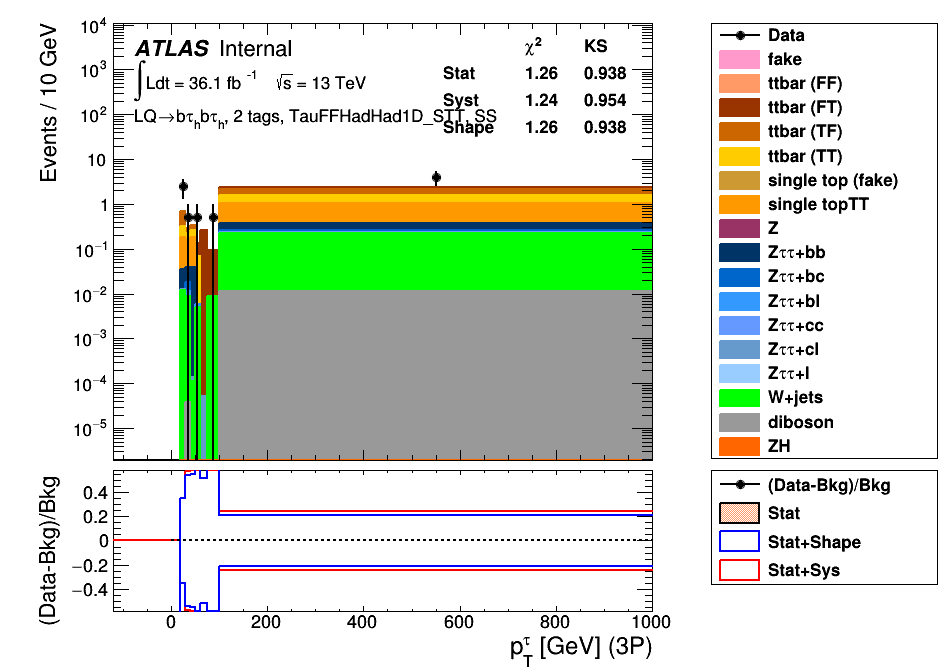 ATLAS Internal
∫Ldt = 36.1 fb⁻¹ √s = 13 TeV
LQ→bτ_h bτ_h, 2 tags, TauFFHadHad1D_STT, SS
χ² KS
Stat 1.26 0.938
Syst 1.24 0.954
Shape 1.26 0.938
Events / 10 GeV
10⁴
10³
10²
10
1
10⁻¹
10⁻²
10⁻³
10⁻⁴
10⁻⁵
Data
fake
ttbar (FF)
ttbar (FT)
ttbar (TF)
ttbar (TT)
single top (fake)
single topTT
Z
Zττ+bb
Zττ+bc
Zττ+bl
Zττ+cc
Zττ+cl
Zττ+l
W+jets
diboson
ZH
(Data-Bkg)/Bkg
0.4
0.2
0
−0.2
−0.4
0 200 400 600 800 1000
p_T^τ [GeV] (3P)
(Data-Bkg)/Bkg
Stat
Stat+Shape
Stat+Sys